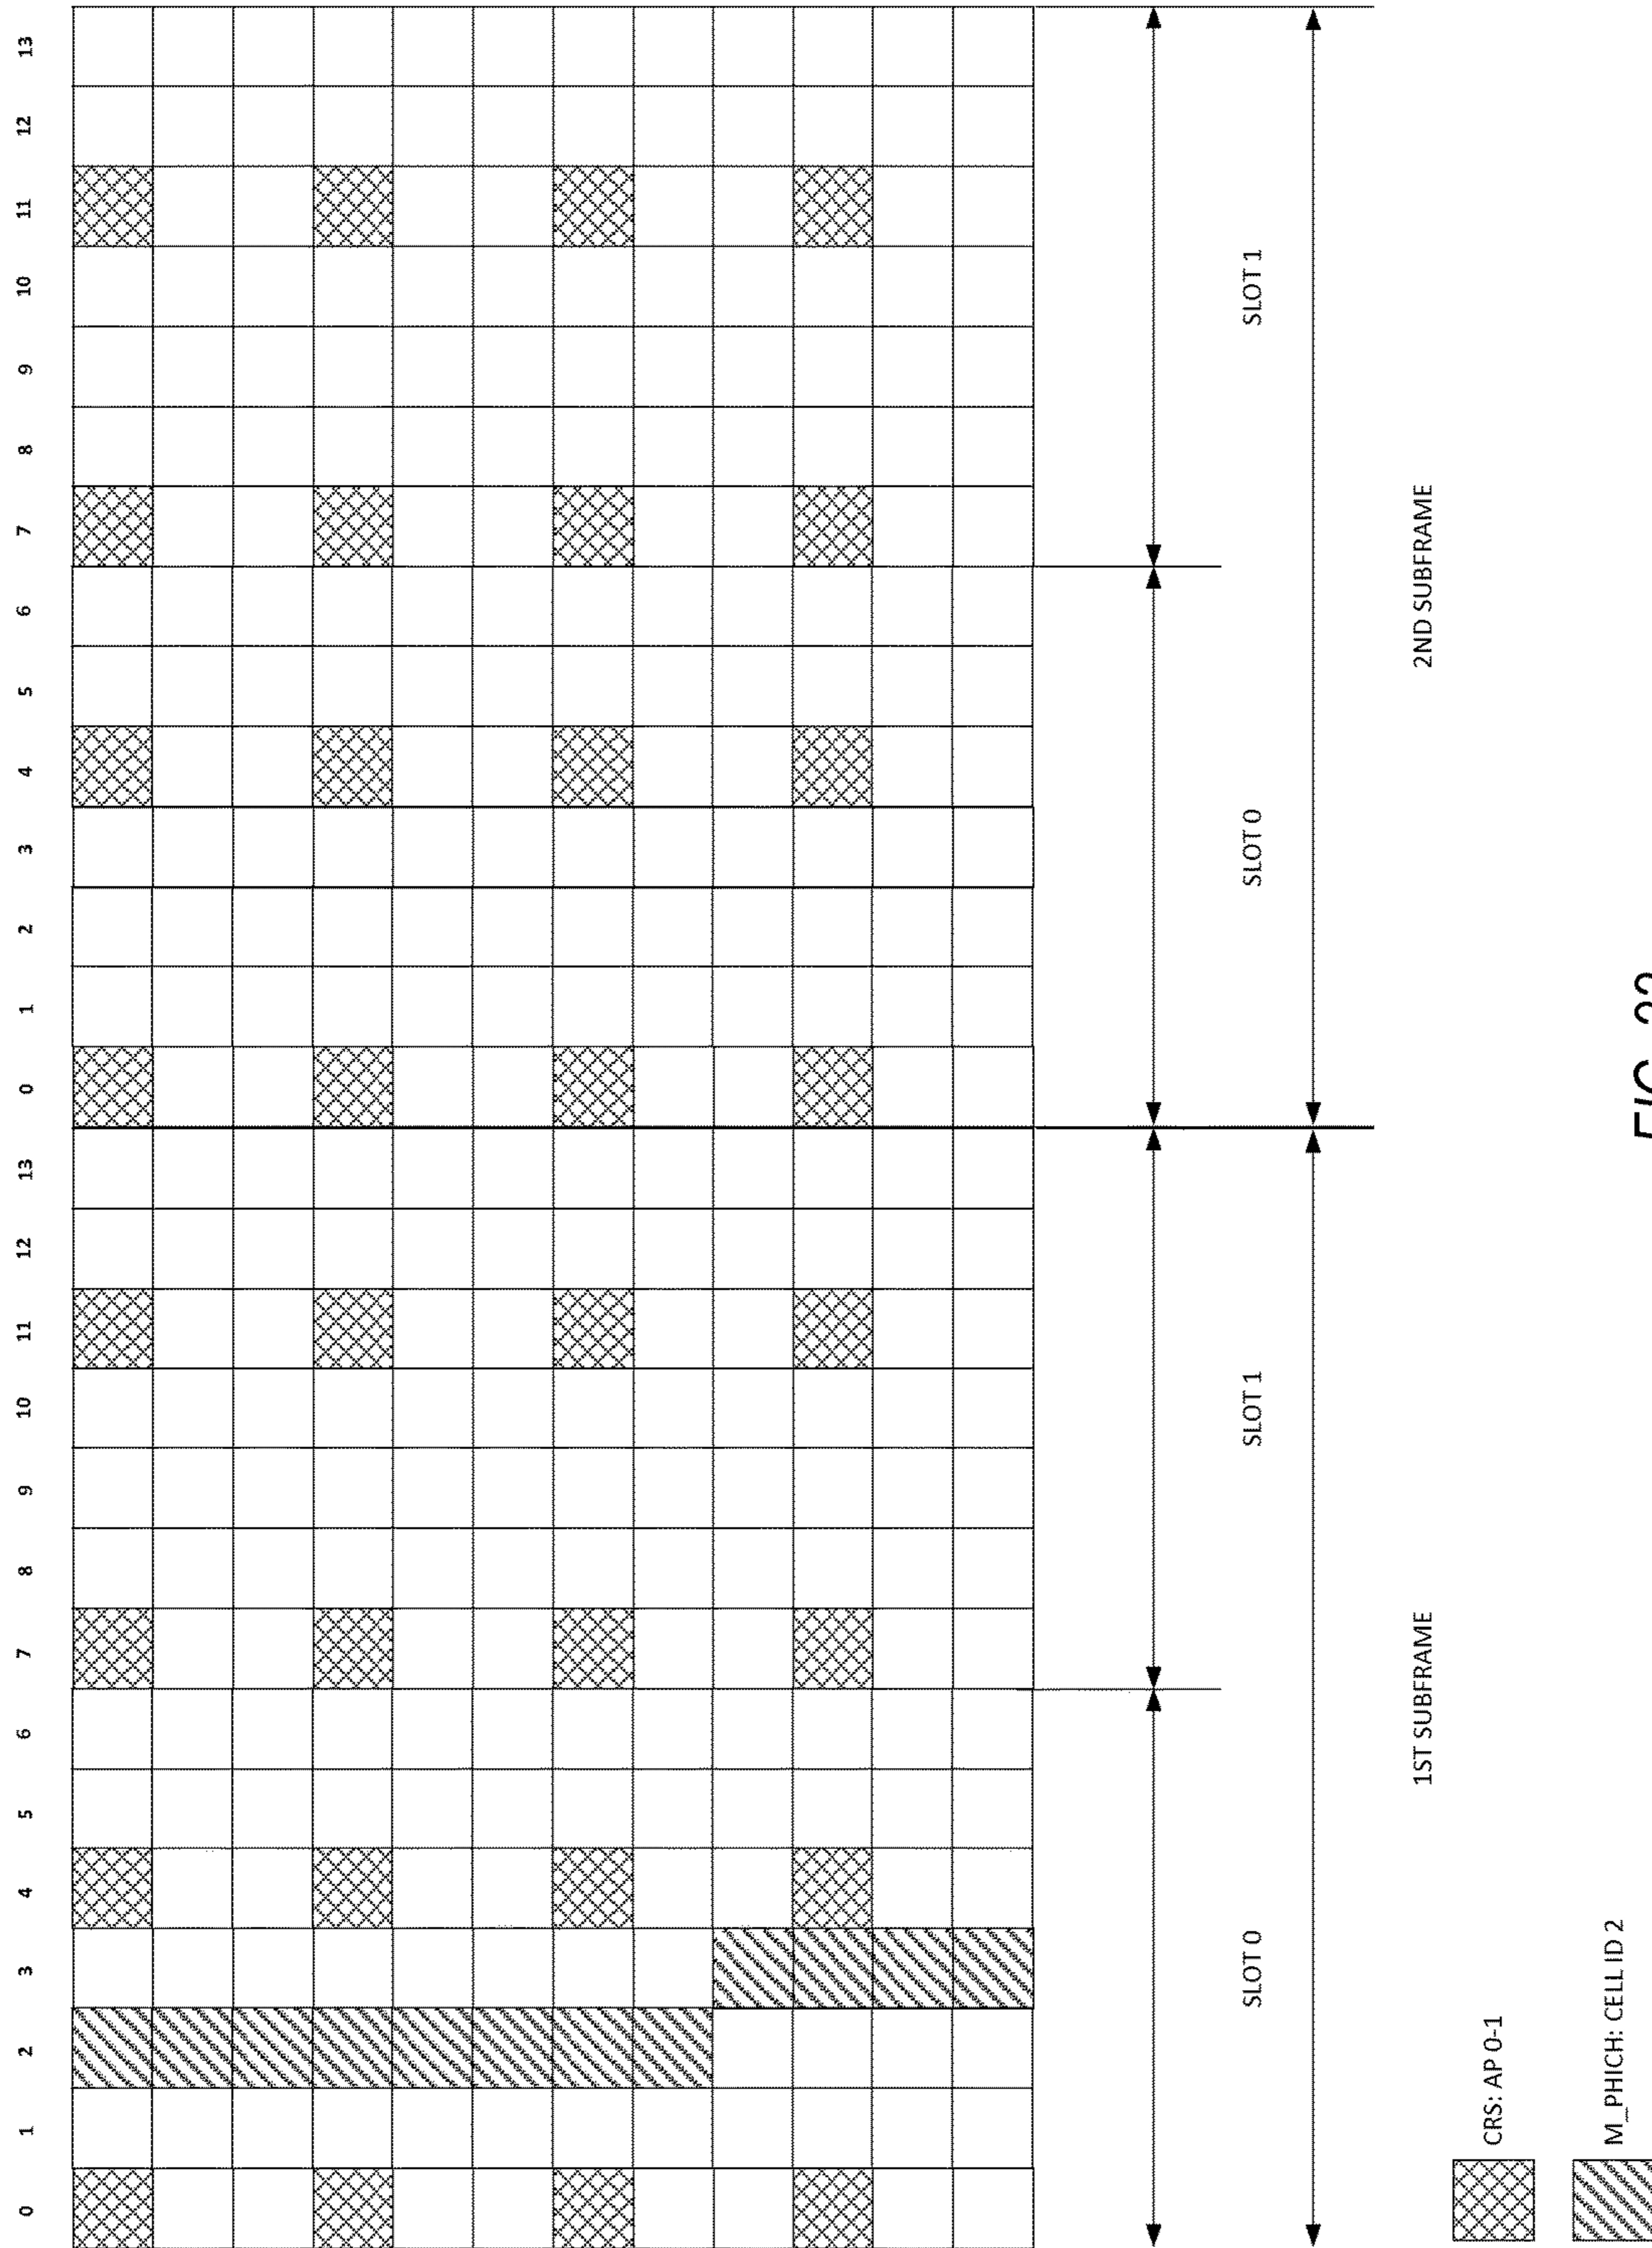 0 1 2 3 4 5 6 7 8 9 10 11 12 13 0 1 2 3 4 5 6 7 8 9 10 11 12 13
SLOT 0 SLOT 1 SLOT 0 SLOT 1
1ST SUBFRAME 2ND SUBFRAME
CRS: AP 0-1
M_PHICH: CELL ID 2
FIG.